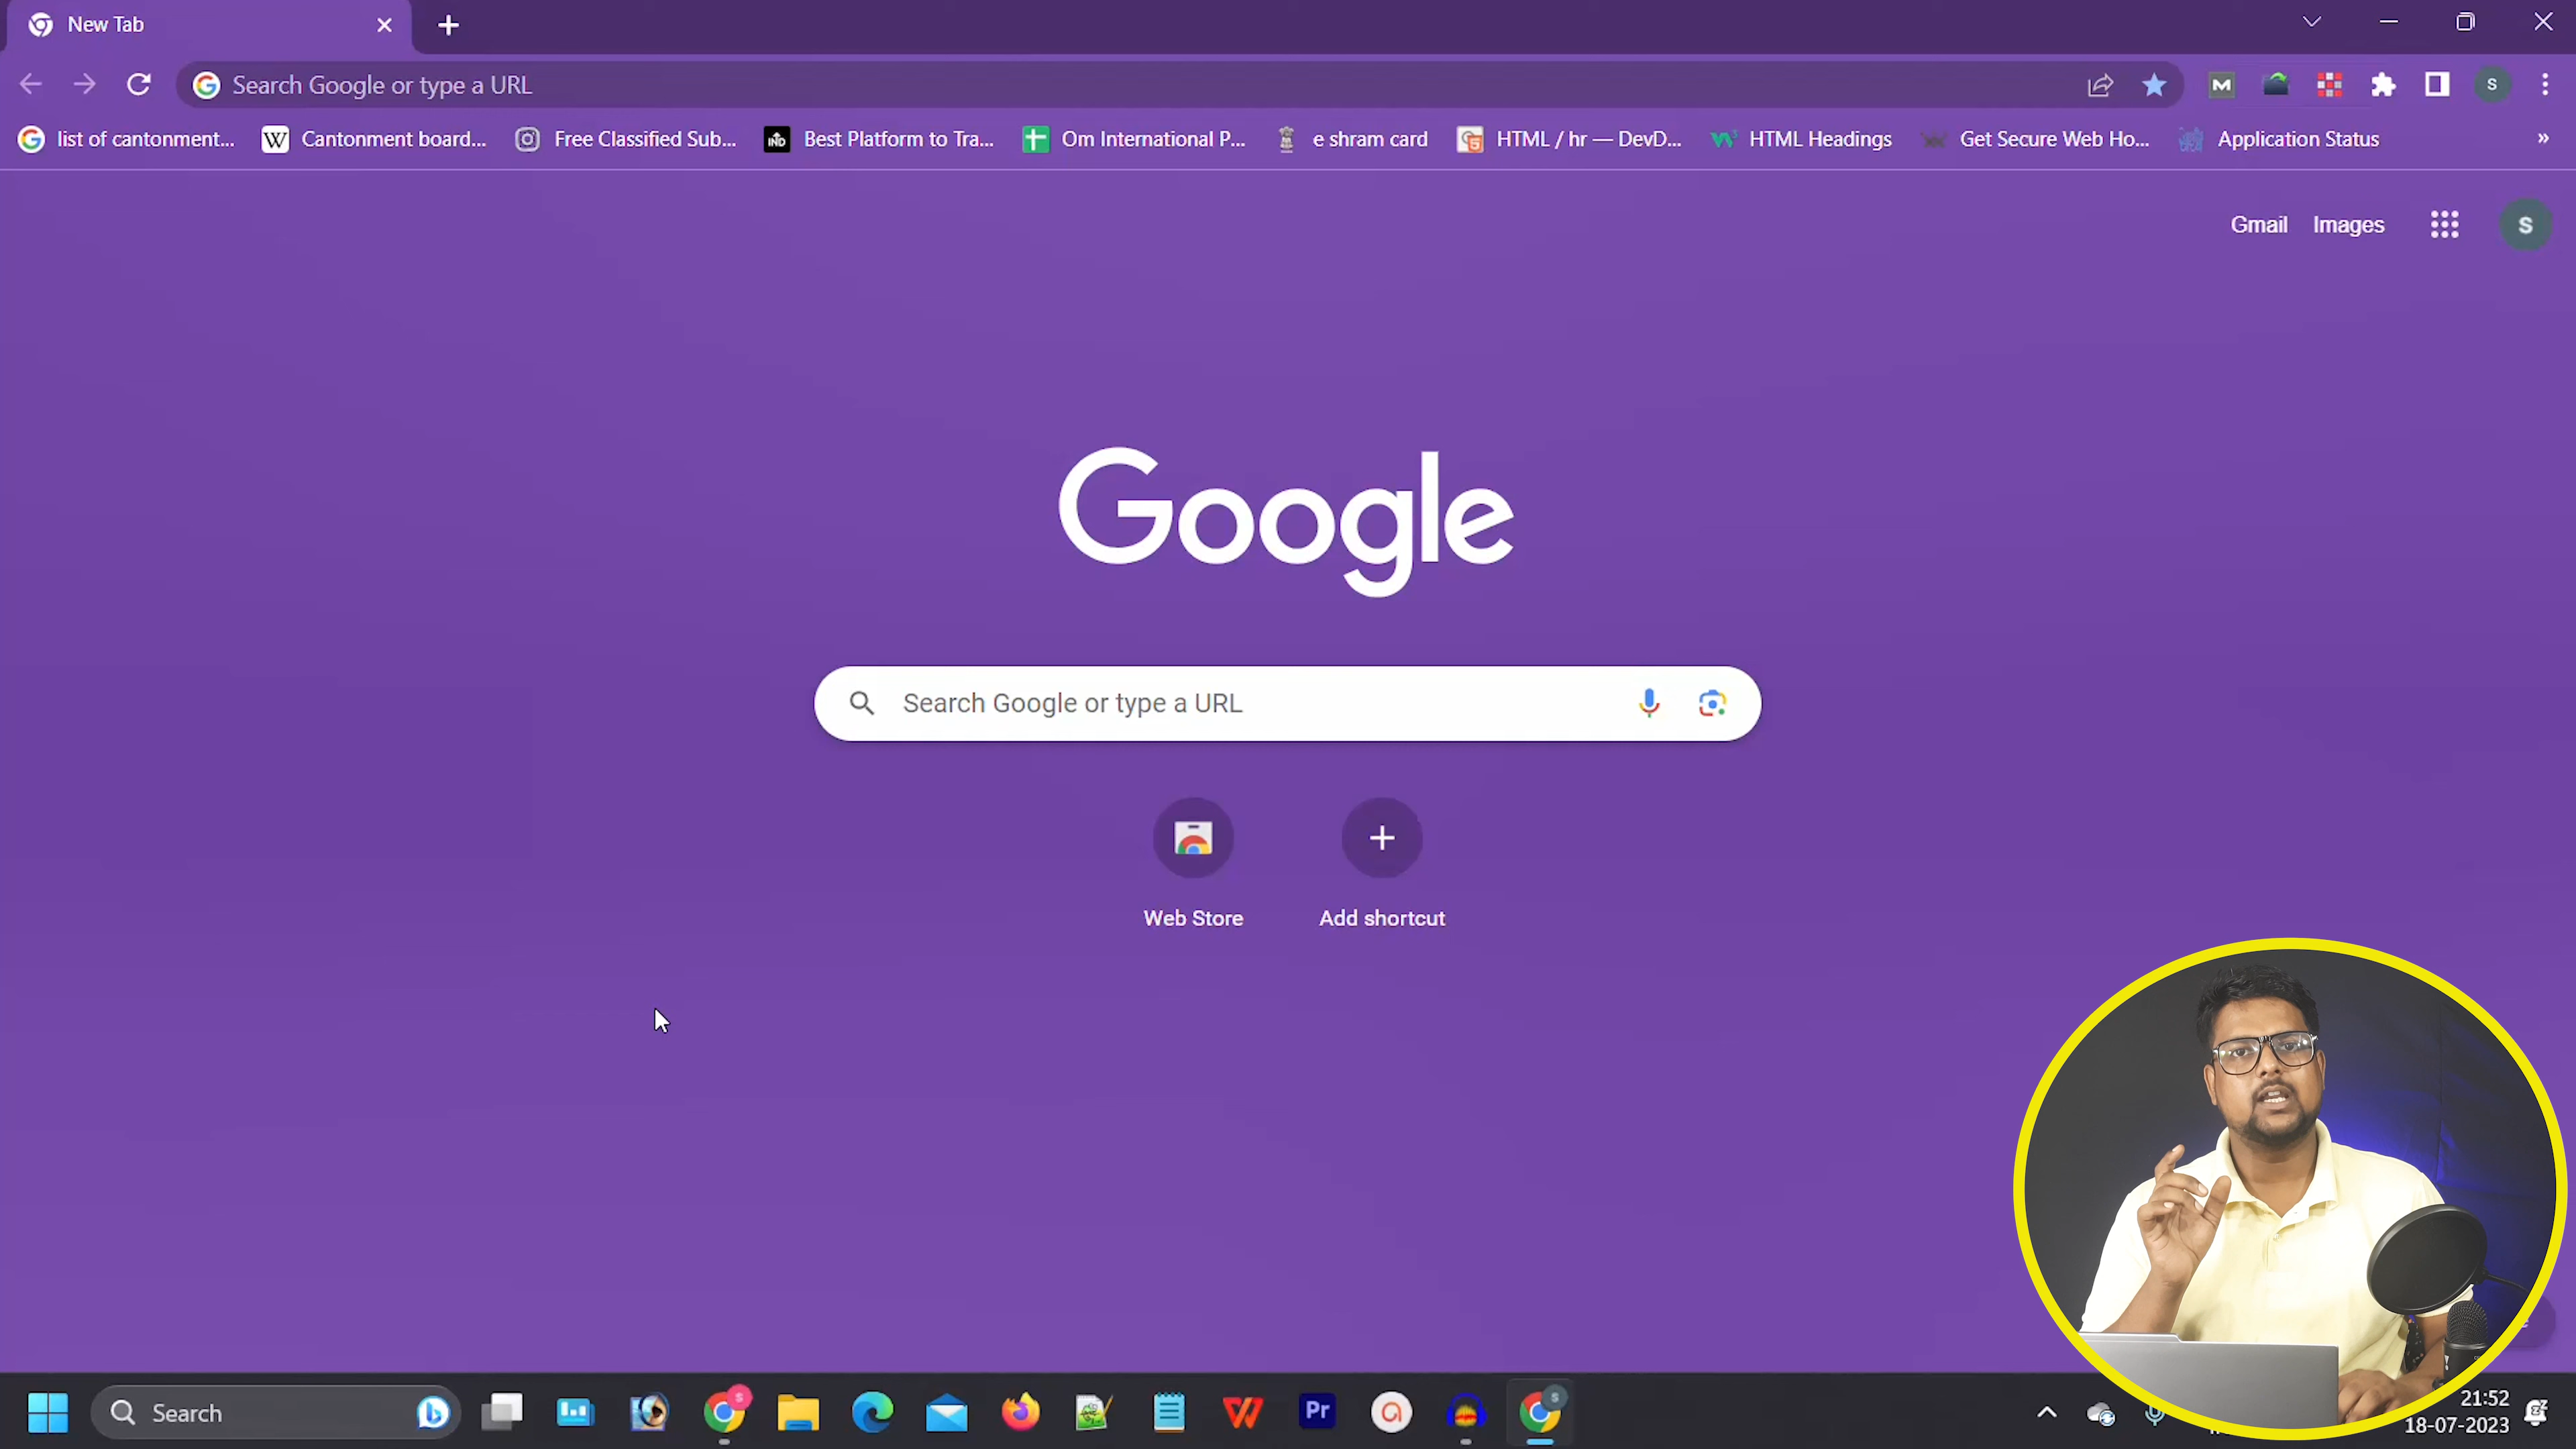 New Tab
Search Google or type a URL
S
list of cantonment...
Cantonment board...
Free Classified Sub...
IND
Best Platform to Tra...
Om International P...
e shram card
HTML / hr — DevD...
HTML Headings
Get Secure Web Ho...
Application Status
Gmail Images S
Google
Search Google or type a URL
Web Store
Add shortcut
Search
Pr
21:52
18-07-2023